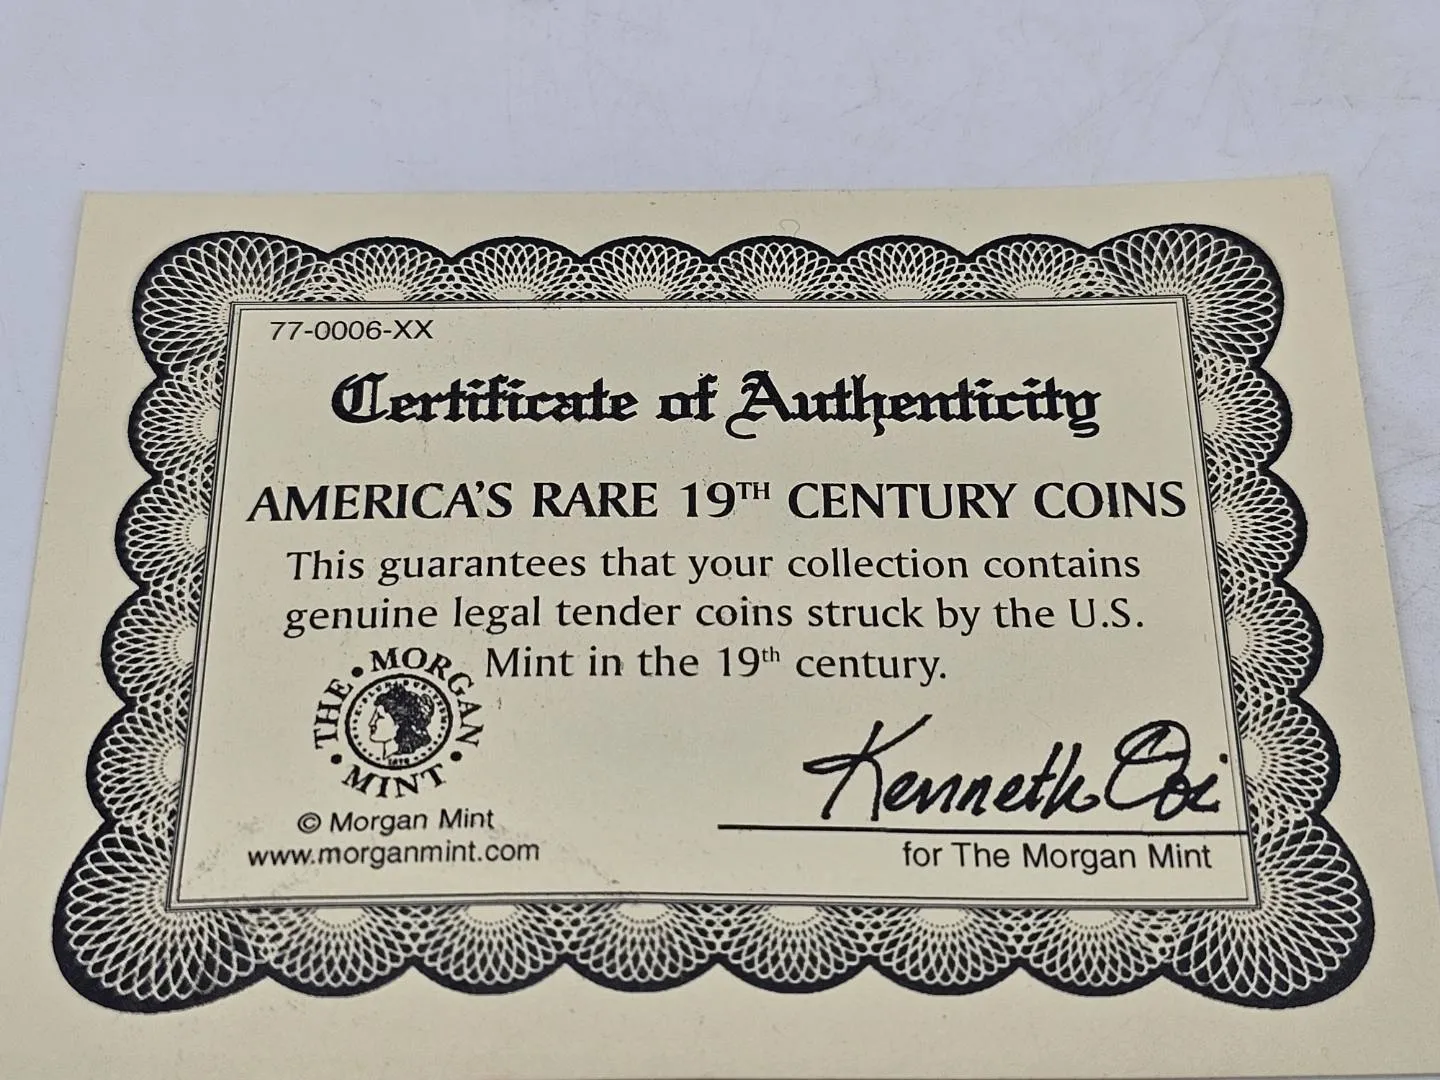 77-0006-XX
Certificate of Authenticity
AMERICA'S RARE 19TH CENTURY COINS
This guarantees that your collection contains
genuine legal tender coins struck by the U.S.
Mint in the 19th century.
THE • MORGAN • MINT •
Kenneth
© Morgan Mint
www.morganmint.com
for The Morgan Mint